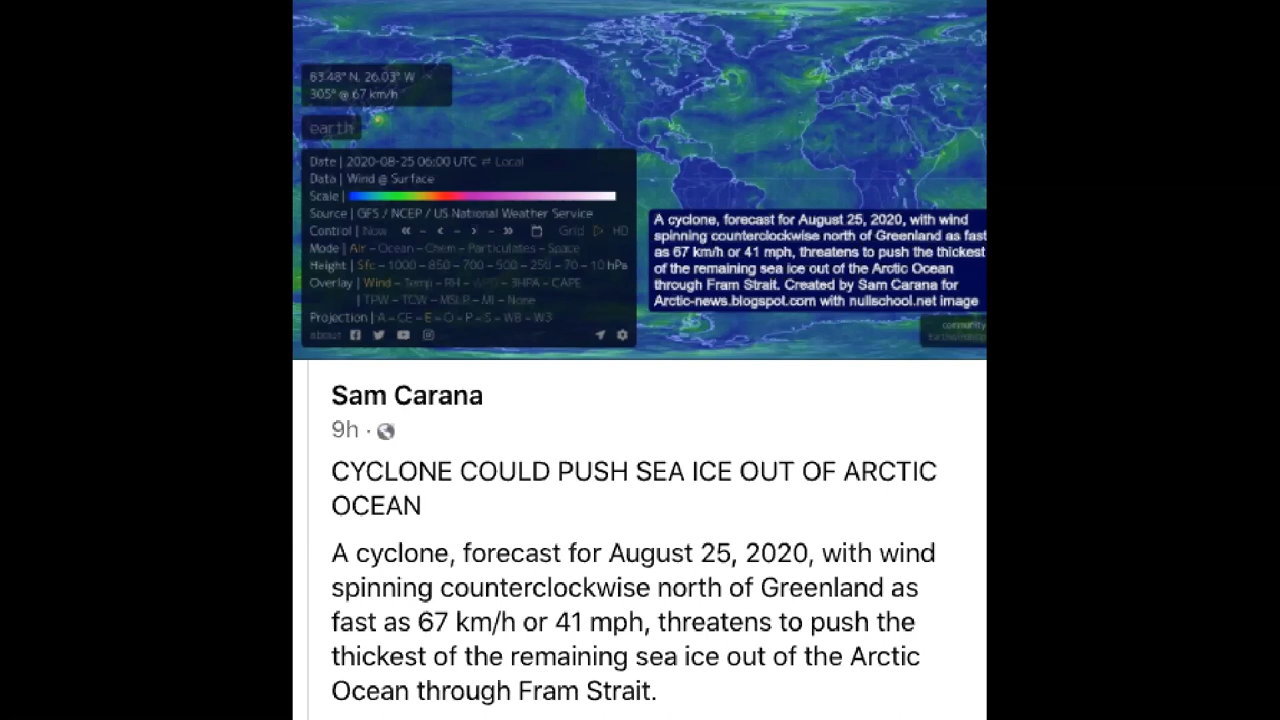 83.48° N, 26.03° W ×
305° @ 67 km/h
earth
Date | 2020-08-25 06:00 UTC ⇄ Local
Data | Wind @ Surface
Scale |
Source | GFS / NCEP / US National Weather Service
Control | Now « – ‹ – › – » Grid ▷ HD
Mode | Air – Ocean – Chem – Particulates – Space
Height | Sfc – 1000 – 850 – 700 – 500 – 250 – 70 – 10 hPa
Overlay | Wind – Temp – RH – – 3HPA – CAPE
| TPW – TCW – MSLP – MI – None
Projection | A – CE – E – O – P – S – WB – W3
about
A cyclone, forecast for August 25, 2020, with wind
spinning counterclockwise north of Greenland as fast
as 67 km/h or 41 mph, threatens to push the thickest
of the remaining sea ice out of the Arctic Ocean
through Fram Strait. Created by Sam Carana for
Arctic-news.blogspot.com with nullschool.net image
community
Sam Carana
9h ·
CYCLONE COULD PUSH SEA ICE OUT OF ARCTIC
OCEAN
A cyclone, forecast for August 25, 2020, with wind
spinning counterclockwise north of Greenland as
fast as 67 km/h or 41 mph, threatens to push the
thickest of the remaining sea ice out of the Arctic
Ocean through Fram Strait.